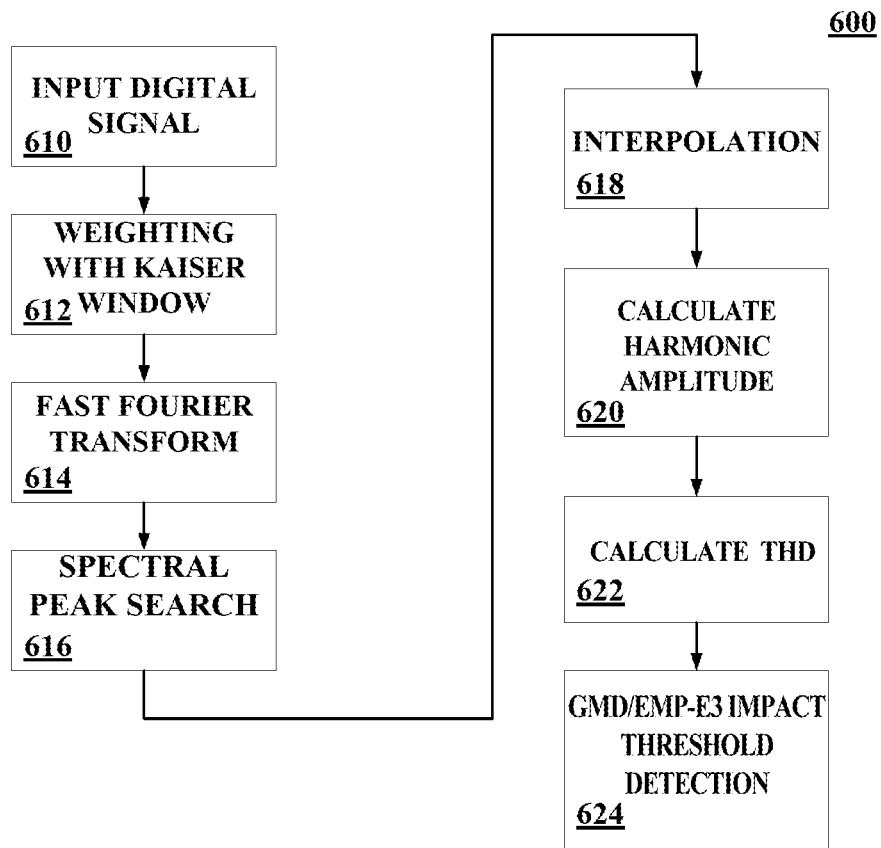 600
INPUT DIGITAL
SIGNAL
610
WEIGHTING
WITH KAISER
WINDOW
612
FAST FOURIER
TRANSFORM
614
SPECTRAL
PEAK SEARCH
616
INTERPOLATION
618
CALCULATE
HARMONIC
AMPLITUDE
620
CALCULATE THD
622
GMD/EMP-E3 IMPACT
THRESHOLD
DETECTION
624